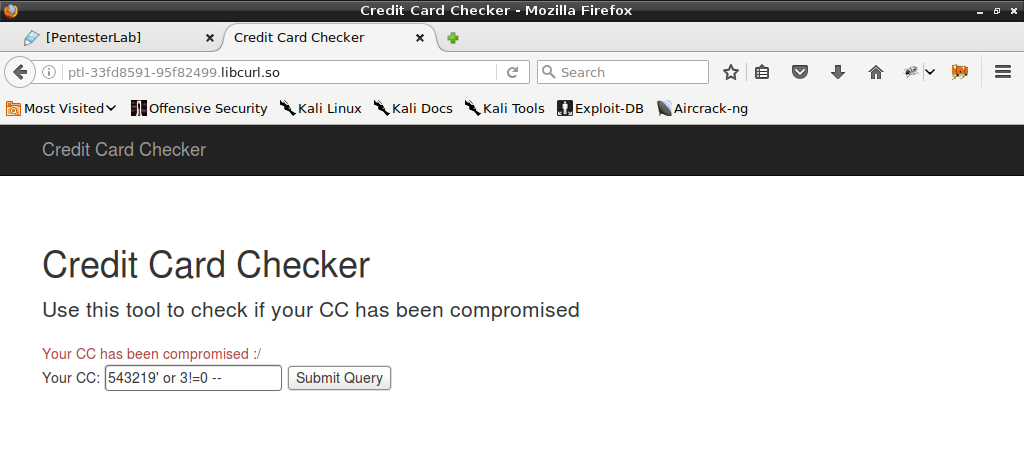 Credit Card Checker - Mozilla Firefox
[PentesterLab] Credit Card Checker
ptl-33fd8591-95f82499.libcurl.so Search
Most Visited Offensive Security Kali Linux Kali Docs Kali Tools Exploit-DB Aircrack-ng
Credit Card Checker
Credit Card Checker
Use this tool to check if your CC has been compromised
Your CC has been compromised :/
Your CC: 543219' or 3!=0 -- Submit Query